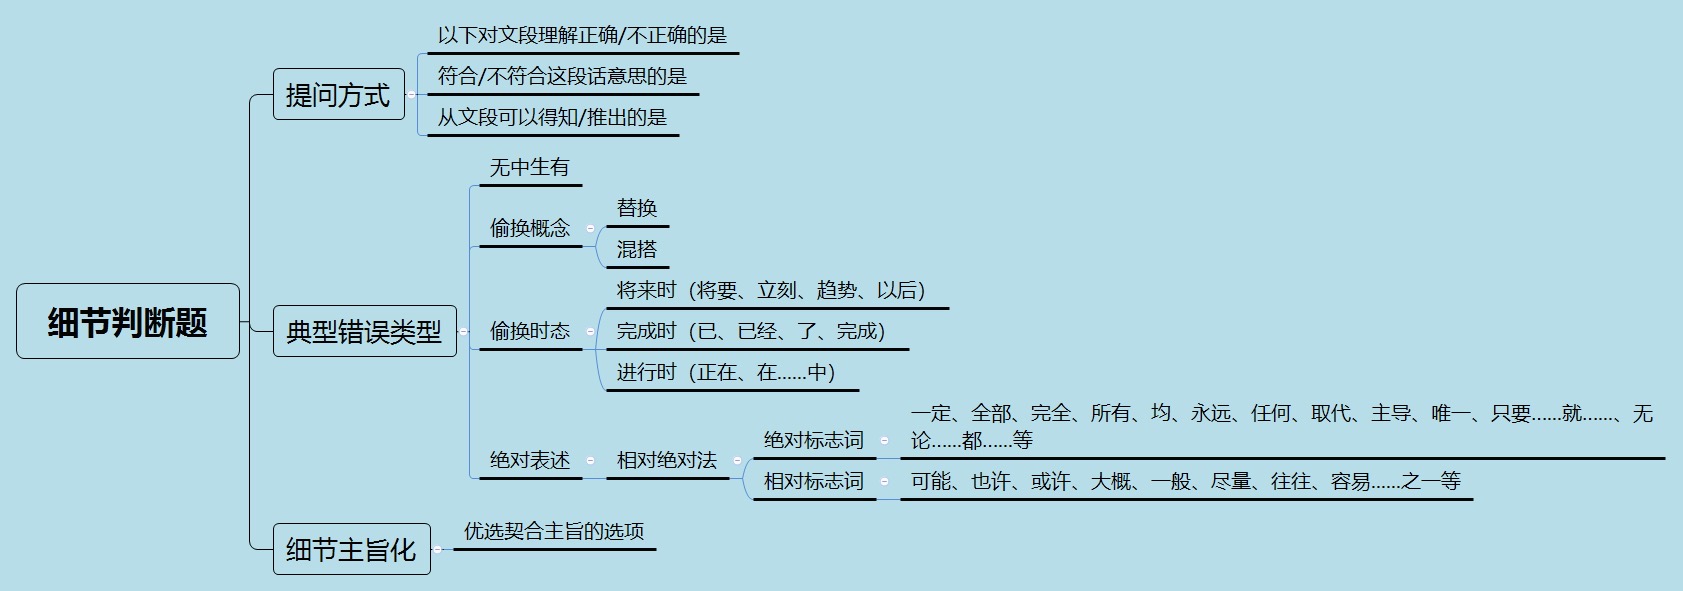 细节判断题
提问方式
以下对文段理解正确/不正确的是
符合/不符合这段话意思的是
从文段可以得知/推出的是
典型错误类型
无中生有
偷换概念
替换
混搭
偷换时态
将来时（将要、立刻、趋势、以后）
完成时（已、已经、了、完成）
进行时（正在、在……中）
绝对表述
相对绝对法
绝对标志词
一定、全部、完全、所有、均、永远、任何、取代、主导、唯一、只要……就……、无
论……都……等
相对标志词
可能、也许、或许、大概、一般、尽量、往往、容易……之一等
细节主旨化
优选契合主旨的选项